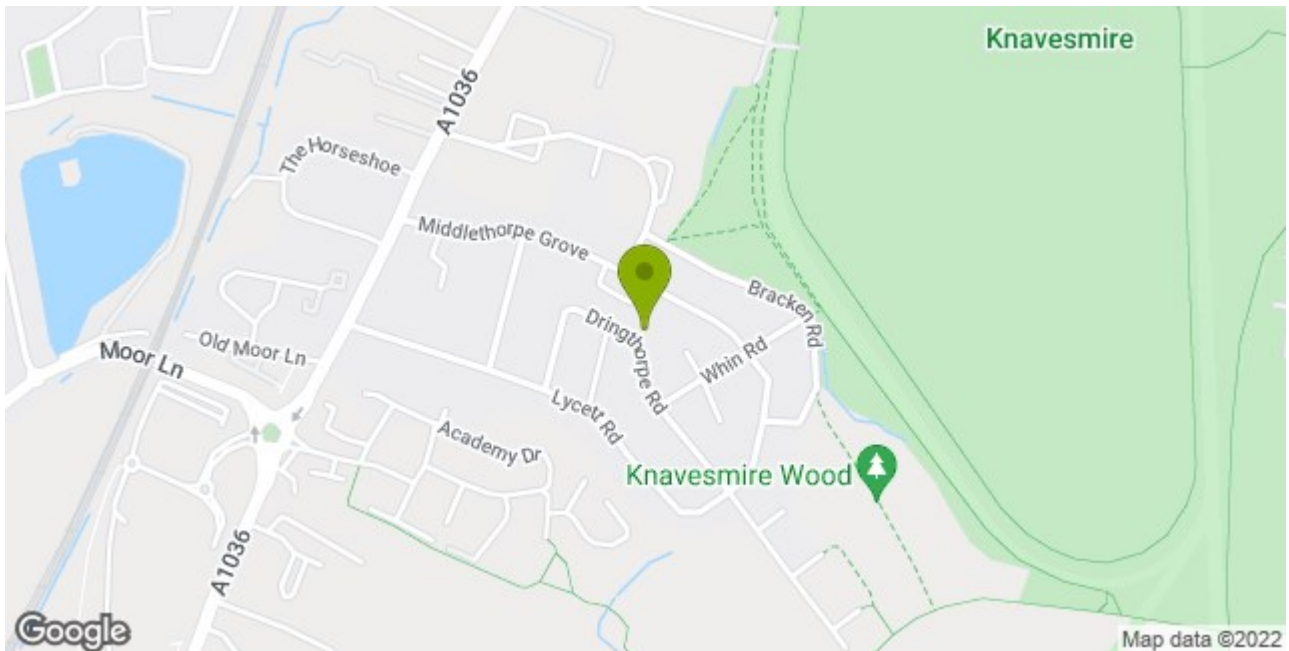 Knavesmire
A1036
The Horseshoe
Middlethorpe Grove
Bracken Rd
Dringthorpe Rd
Whin Rd
Old Moor Ln
Moor Ln
Lycett Rd
Academy Dr
Knavesmire Wood
A1036
Google
Map data ©2022